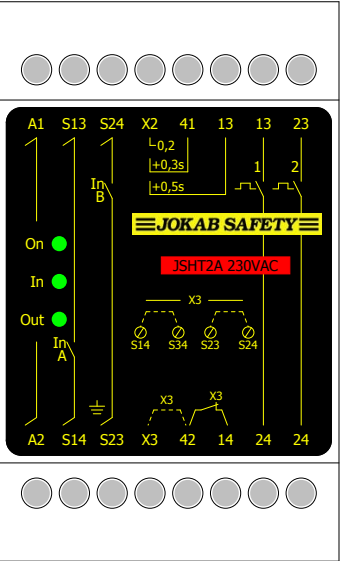 A1 S13 S24 X2 41 13 13 23
0,2
+0,3s
+0,5s
1 2
In
B
JOKAB SAFETY
On
JSHT2A 230VAC
In
X3
Out
S14 S34 S23 S24
In
A
X3 X3
A2 S14 S23 X3 42 14 24 24